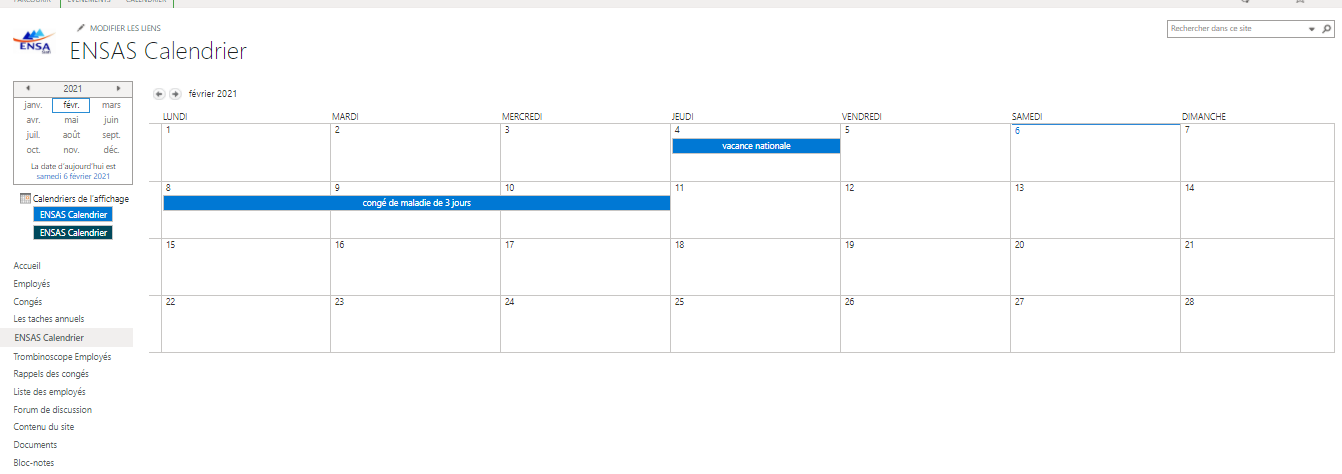 PARCOURIR ÉVÉNEMENTS CALENDRIER
MODIFIER LES LIENS
ENSA
ENSAS Calendrier
Rechercher dans ce site
2021
janv. févr. mars
avr. mai juin
juil. août sept.
oct. nov. déc.
La date d'aujourd'hui est
samedi 6 février 2021
Calendriers de l'affichage
ENSAS Calendrier
ENSAS Calendrier
Accueil
Employés
Congés
Les taches annuels
ENSAS Calendrier
Trombinoscope Employés
Rappels des congés
Liste des employés
Forum de discussion
Contenu du site
Documents
Bloc-notes
février 2021
LUNDI MARDI MERCREDI JEUDI VENDREDI SAMEDI DIMANCHE
1 2 3 4 5 6 7
vacance nationale
8 9 10 11 12 13 14
congé de maladie de 3 jours
15 16 17 18 19 20 21
22 23 24 25 26 27 28